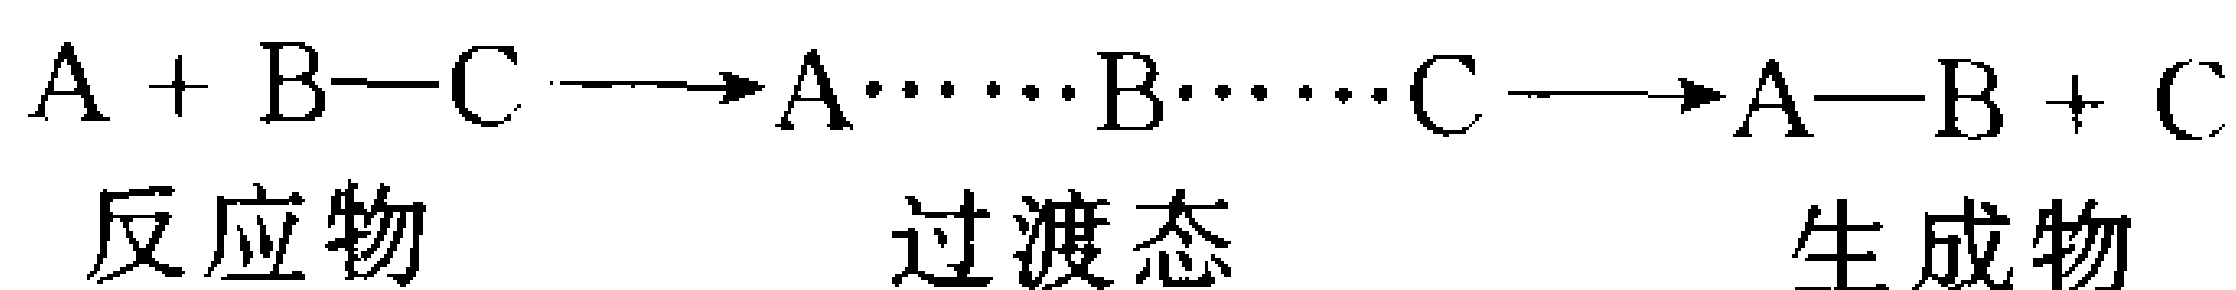 A + B—C ⟶ A······B······C ⟶ A—B + C
反应物 过渡态 生成物